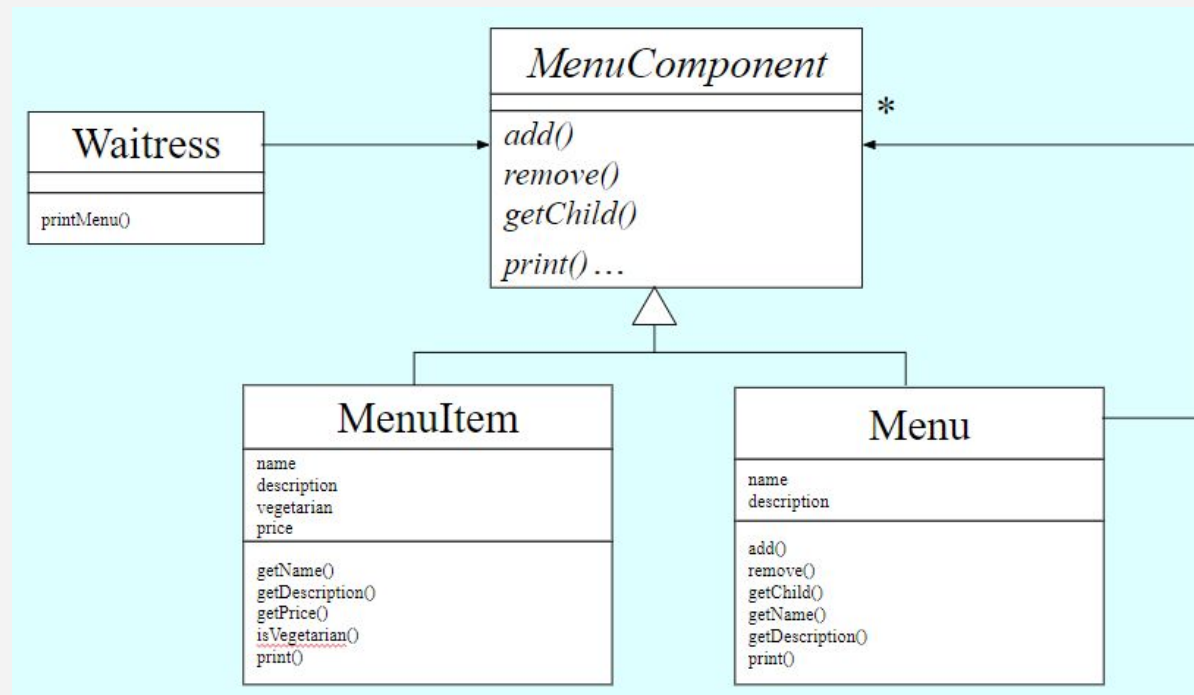 MenuComponent
*
add()
remove()
getChild()
print() ...
Waitress
printMenu()
MenuItem
name
description
vegetarian
price
getName()
getDescription()
getPrice()
isVegetarian()
print()
Menu
name
description
add()
remove()
getChild()
getName()
getDescription()
print()